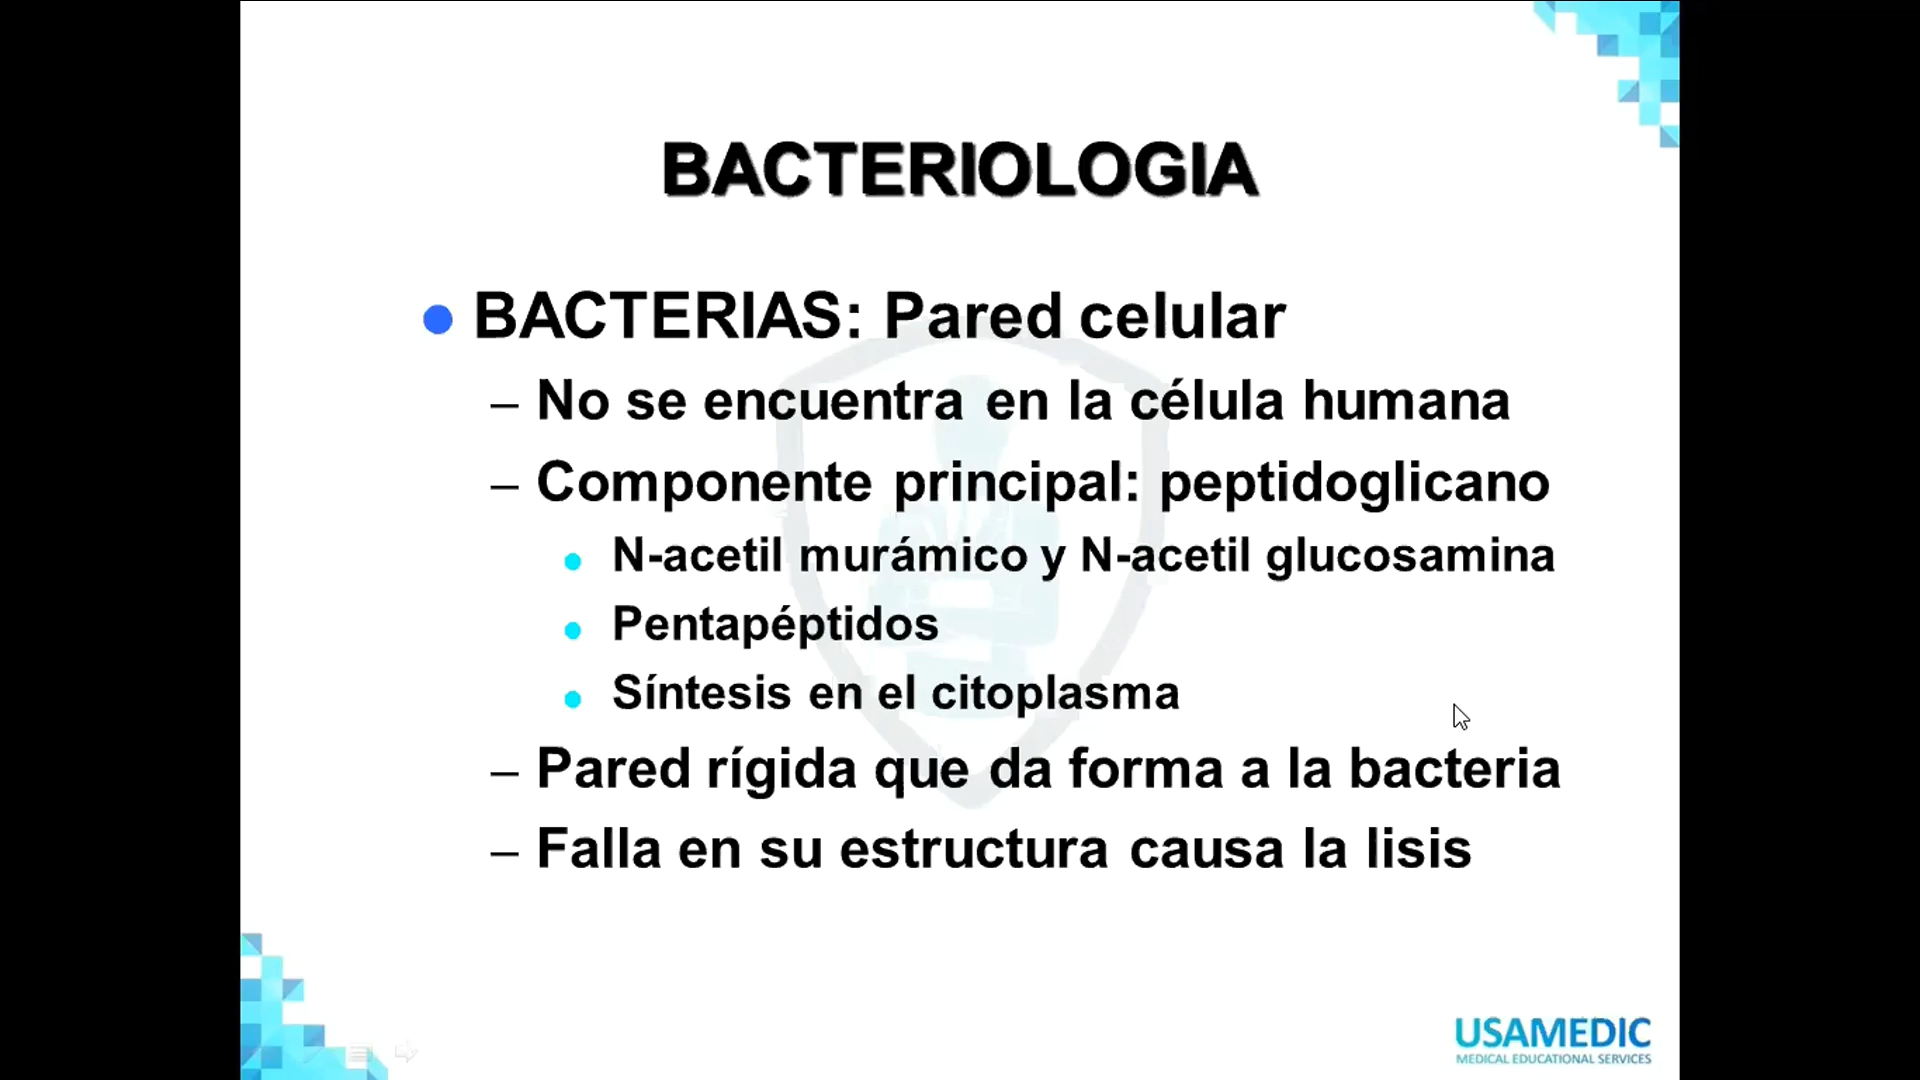 BACTERIOLOGIA
BACTERIAS: Pared celular
– No se encuentra en la célula humana
– Componente principal: peptidoglicano
N-acetil murámico y N-acetil glucosamina
Pentapéptidos
Síntesis en el citoplasma
– Pared rígida que da forma a la bacteria
– Falla en su estructura causa la lisis
USAMEDIC
MEDICAL EDUCATIONAL SERVICES